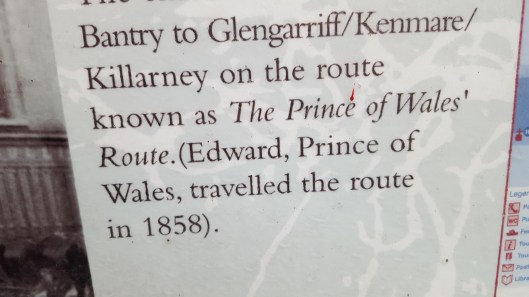 Bantry to Glengarriff/Kenmare/
Killarney on the route
known as The Prince of Wales'
Route.(Edward, Prince of
Wales, travelled the route
in 1858).